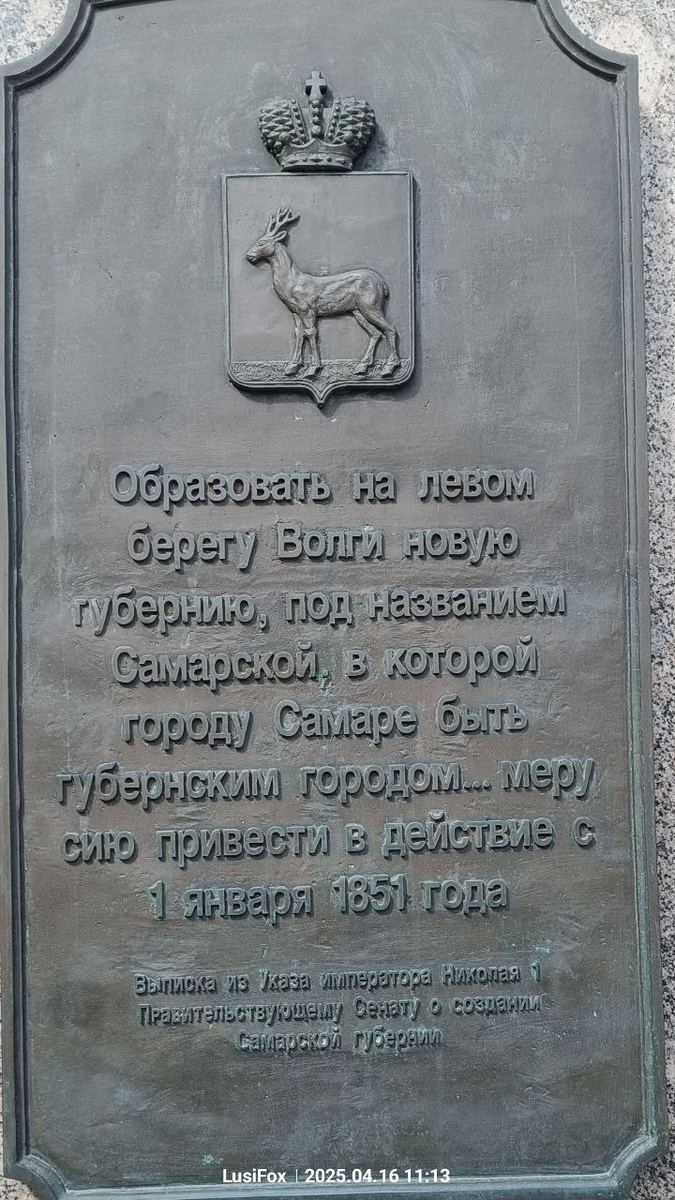 Образовать на левом
берегу Волги новую
губернию, под названием
Самарской, в которой
городу Самаре быть
губернским городом... меру
сию привести в действие с
1 января 1851 года
Выписка из Указа императора Николая 1
Правительствующему Сенату о создании
Самарской губернии
LusiFox | 2025.04.16 11:13